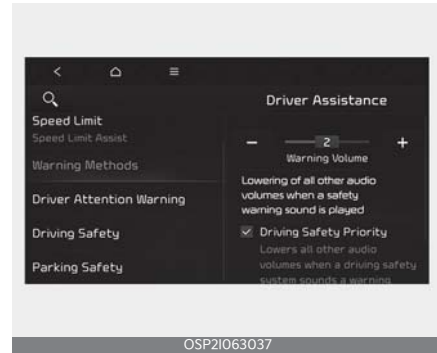 Driver Assistance
Speed Limit
Speed Limit Assist
Warning Methods
Driver Attention Warning
Driving Safety
Parking Safety
− 2 +
Warning Volume
Lowering of all other audio
volumes when a safety
warning sound is played
Driving Safety Priority
Lowers all other audio
volumes when a driving safety
system sounds a warning.
OSP2I063037